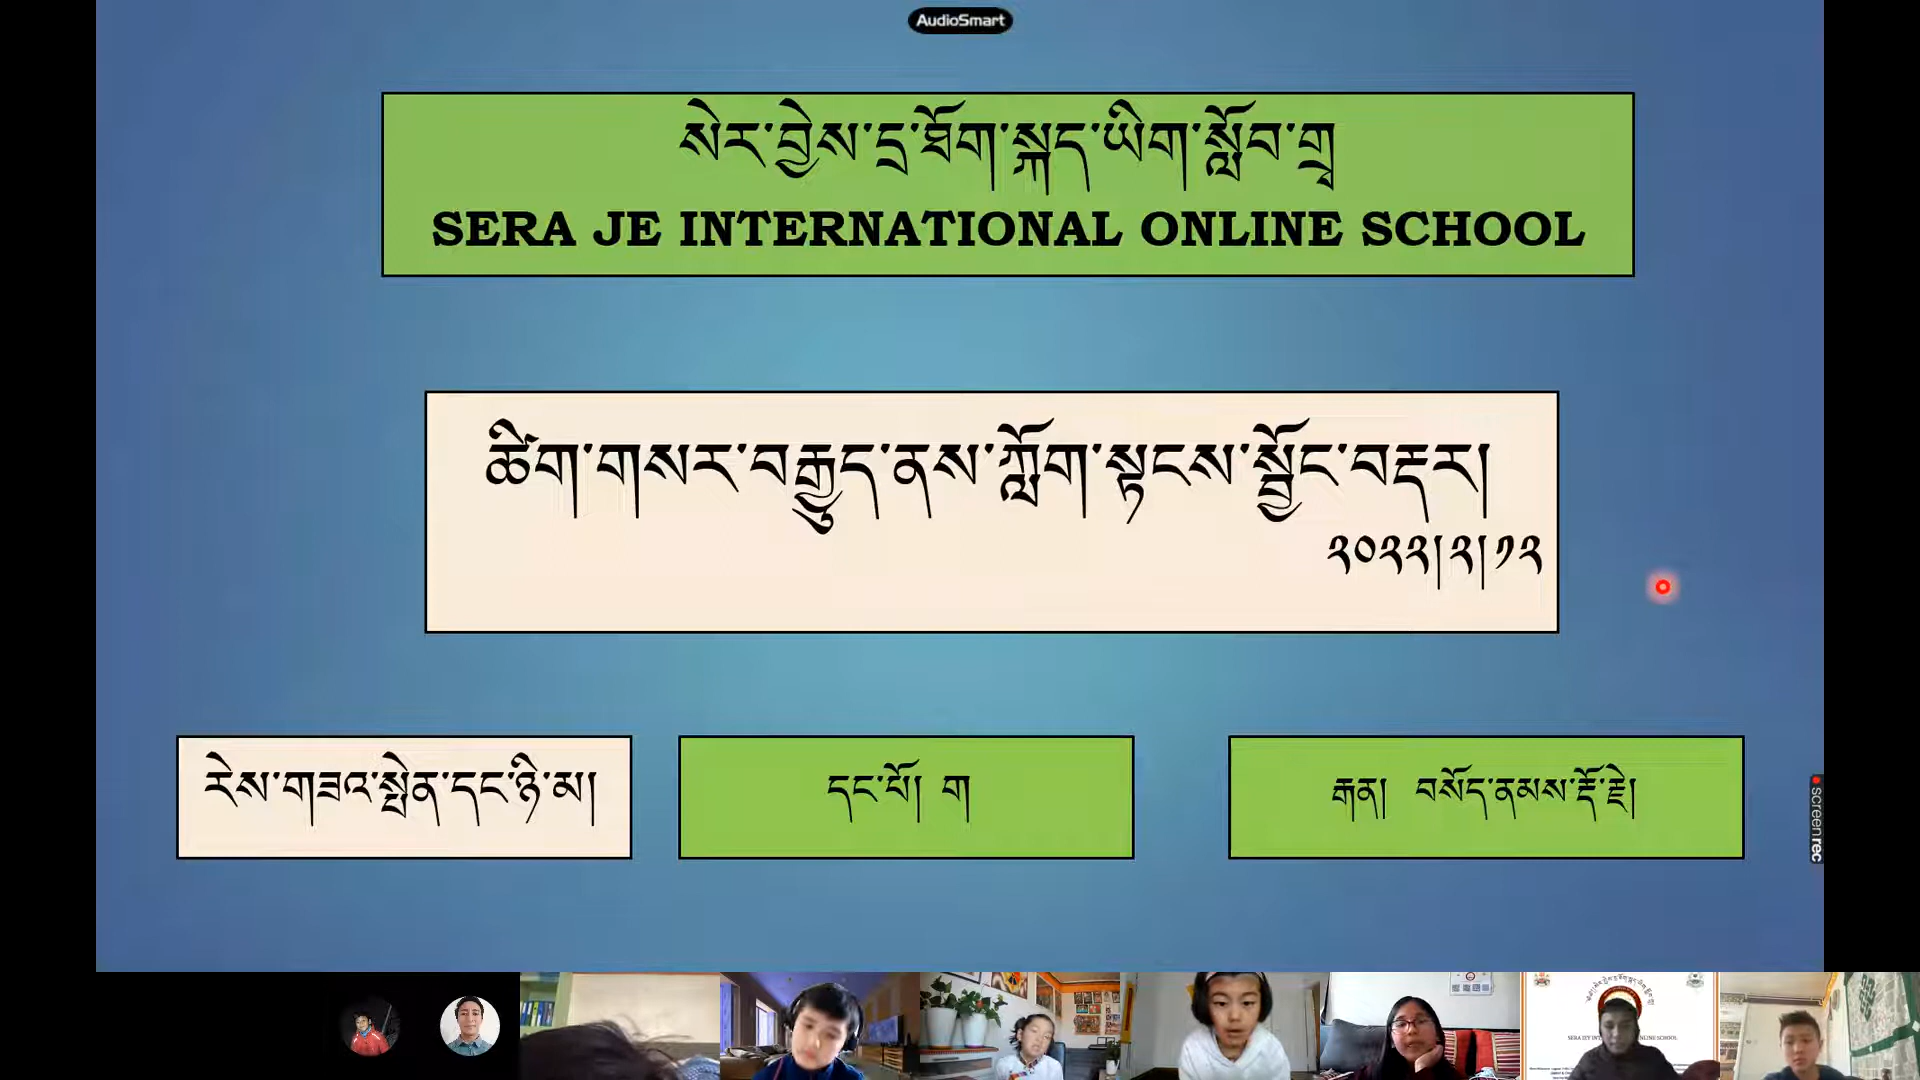 AudioSmart
སེར་བྱེས་དྲ་ཐོག་སྐད་ཡིག་སློབ་གྲྭ
SERA JE INTERNATIONAL ONLINE SCHOOL
ཚིག་གསར་བརྒྱུད་ནས་ཀློག་སྟངས་སྦྱོང་བརྡར།
༢༠༢༢།༢།༡༢
རེས་གཟའ་སྤེན་དང་ཉི་མ།
དང་པོ། ག
རྒན། བསོད་ནམས་རྡོ་རྗེ།
screenrec